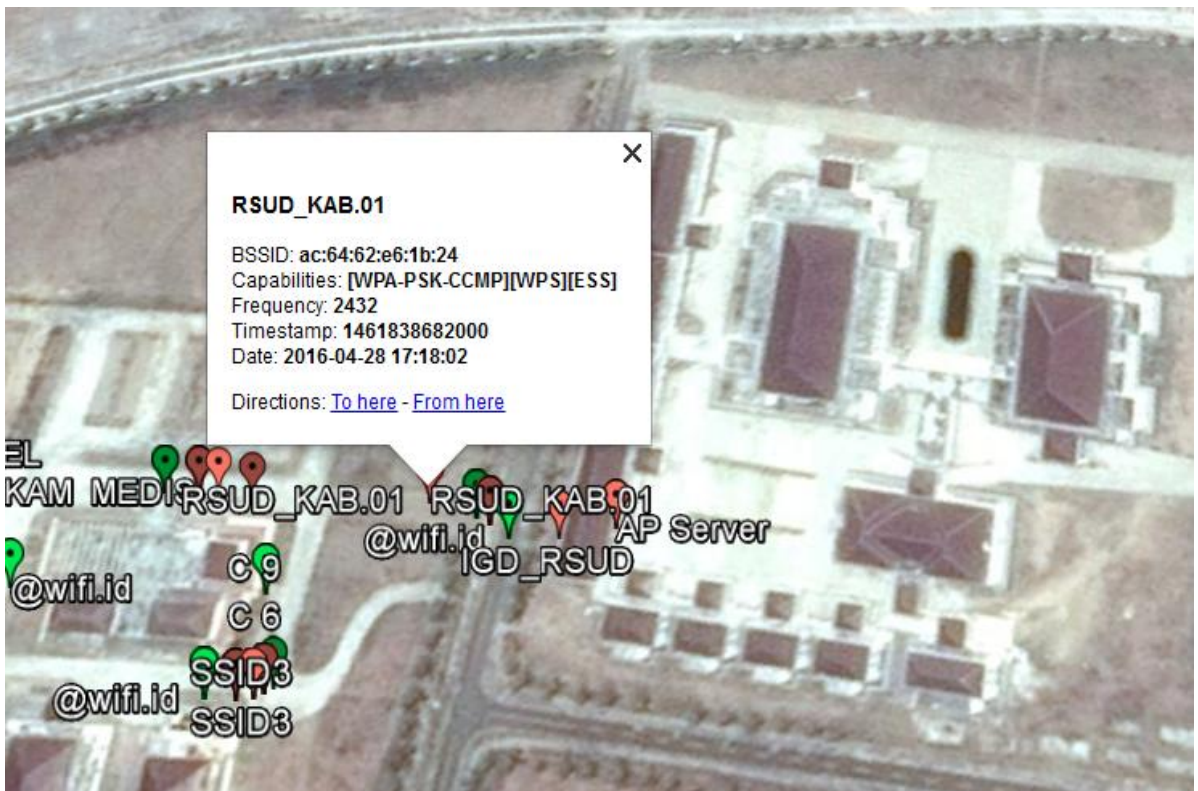 RSUD_KAB.01
BSSID: ac:64:62:e6:1b:24
Capabilities: [WPA-PSK-CCMP][WPS][ESS]
Frequency: 2432
Timestamp: 1461838682000
Date: 2016-04-28 17:18:02
Directions: To here - From here
EL
KAM MEDIS
RSUD_KAB.01
RSUD_KAB.01
@wifi.id
AP Server
IGD_RSUD
@wifi.id
C 9
C 6
SSID3
@wifi.id
SSID3